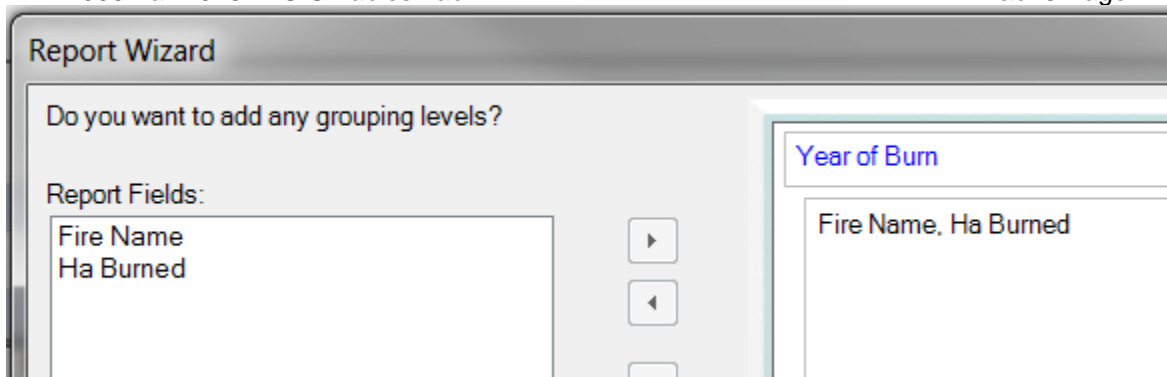 Report Wizard
Do you want to add any grouping levels?
Year of Burn
Report Fields:
Fire Name
Ha Burned
Fire Name, Ha Burned